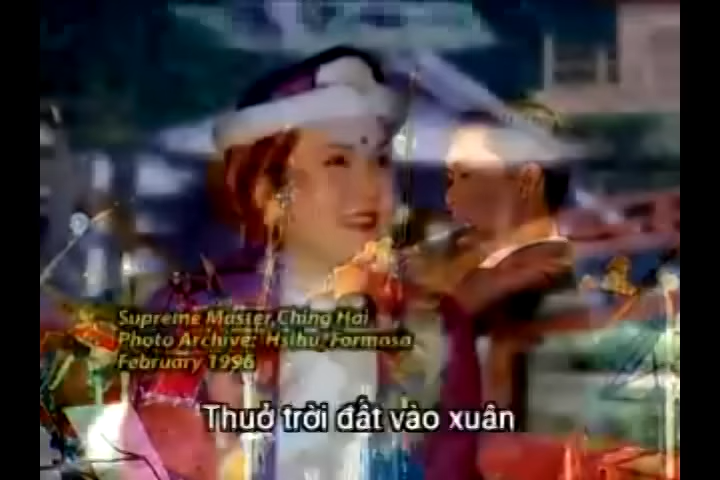 Supreme Master Ching Hai
Photo Archive: Hsihu, Formosa
February 1996
Thuở trời đất vào xuân